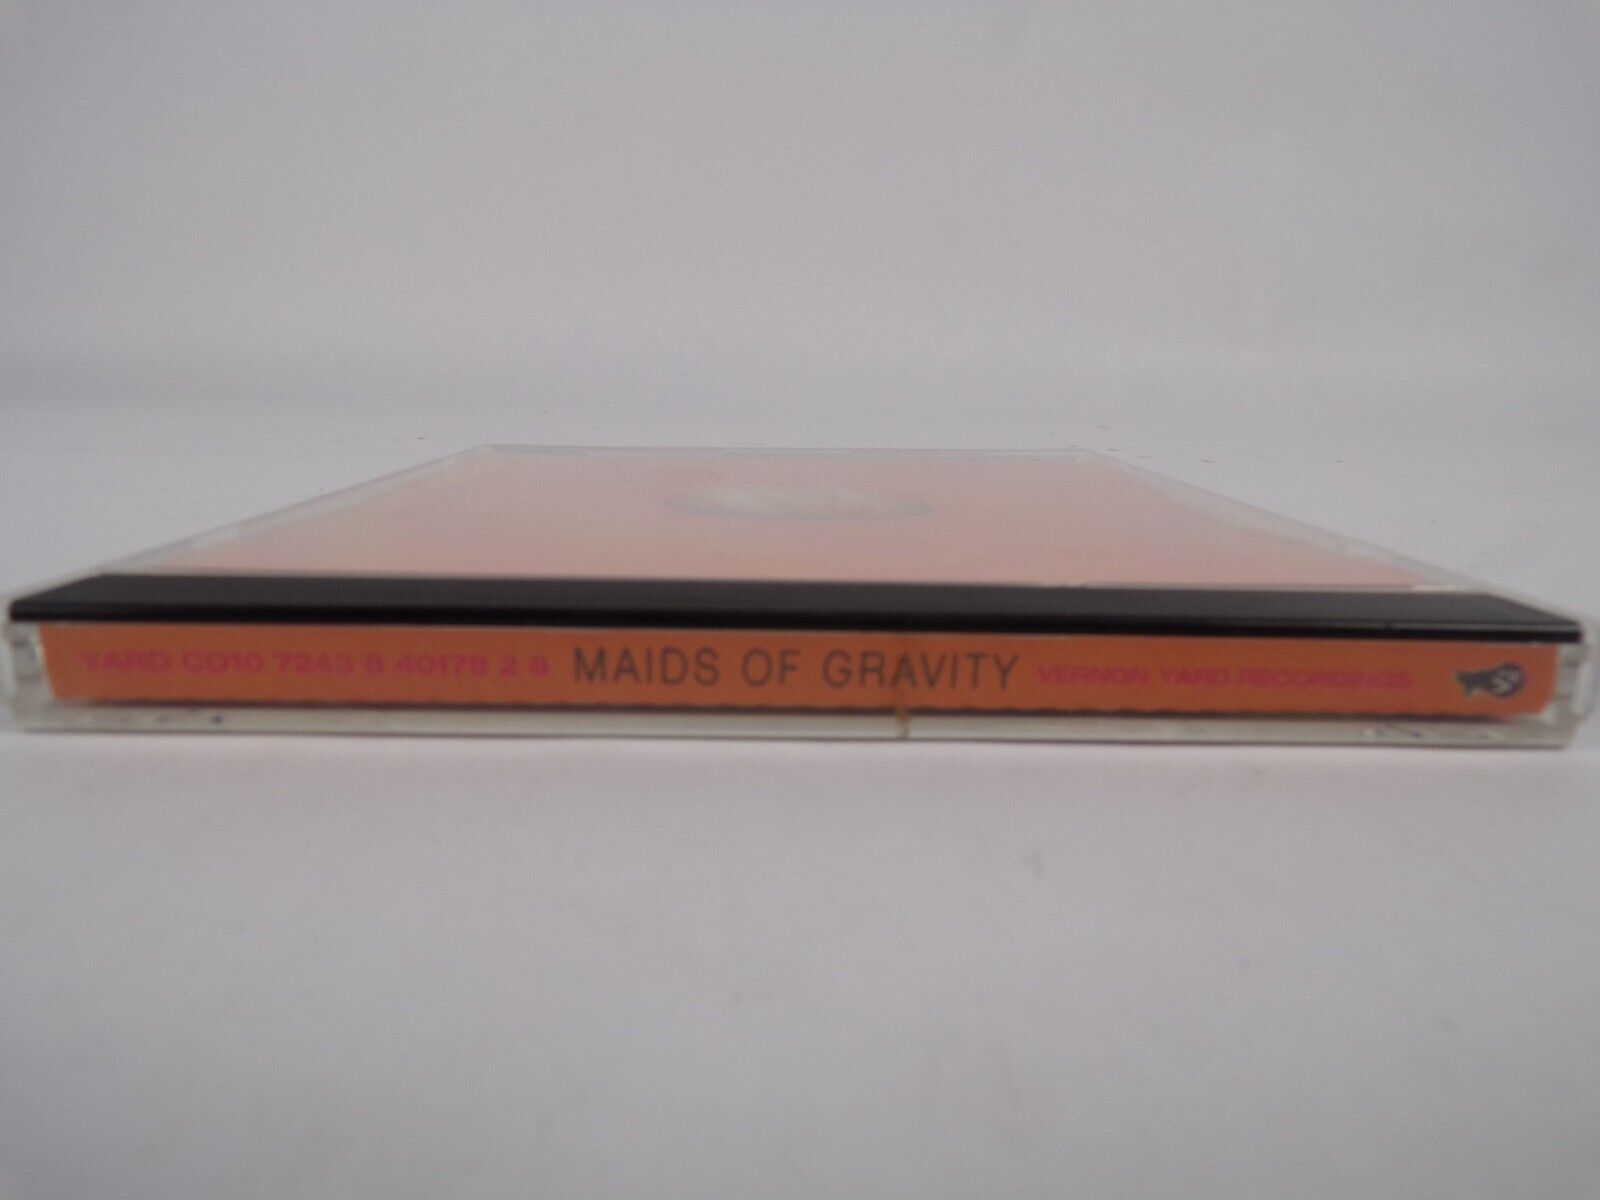 YARD CD10 7243 8 40178 2 8 MAIDS OF GRAVITY VERNON YARD RECORDINGS